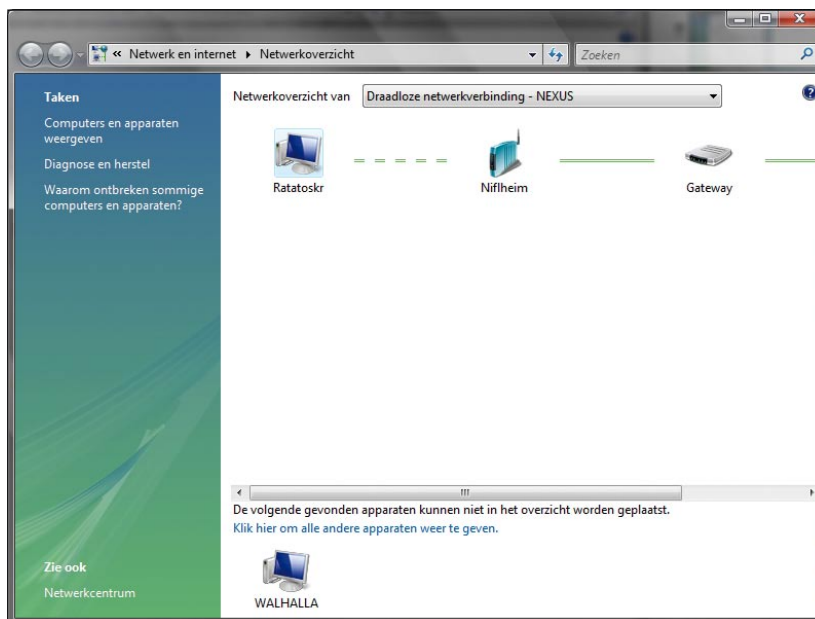 « Netwerk en internet ▸ Netwerkoverzicht
Zoeken
Taken
Computers en apparaten
weergeven
Diagnose en herstel
Waarom ontbreken sommige
computers en apparaten?
Netwerkoverzicht van
Draadloze netwerkverbinding - NEXUS
Ratatoskr
Niflheim
Gateway
De volgende gevonden apparaten kunnen niet in het overzicht worden geplaatst.
Klik hier om alle andere apparaten weer te geven.
WALHALLA
Zie ook
Netwerkcentrum